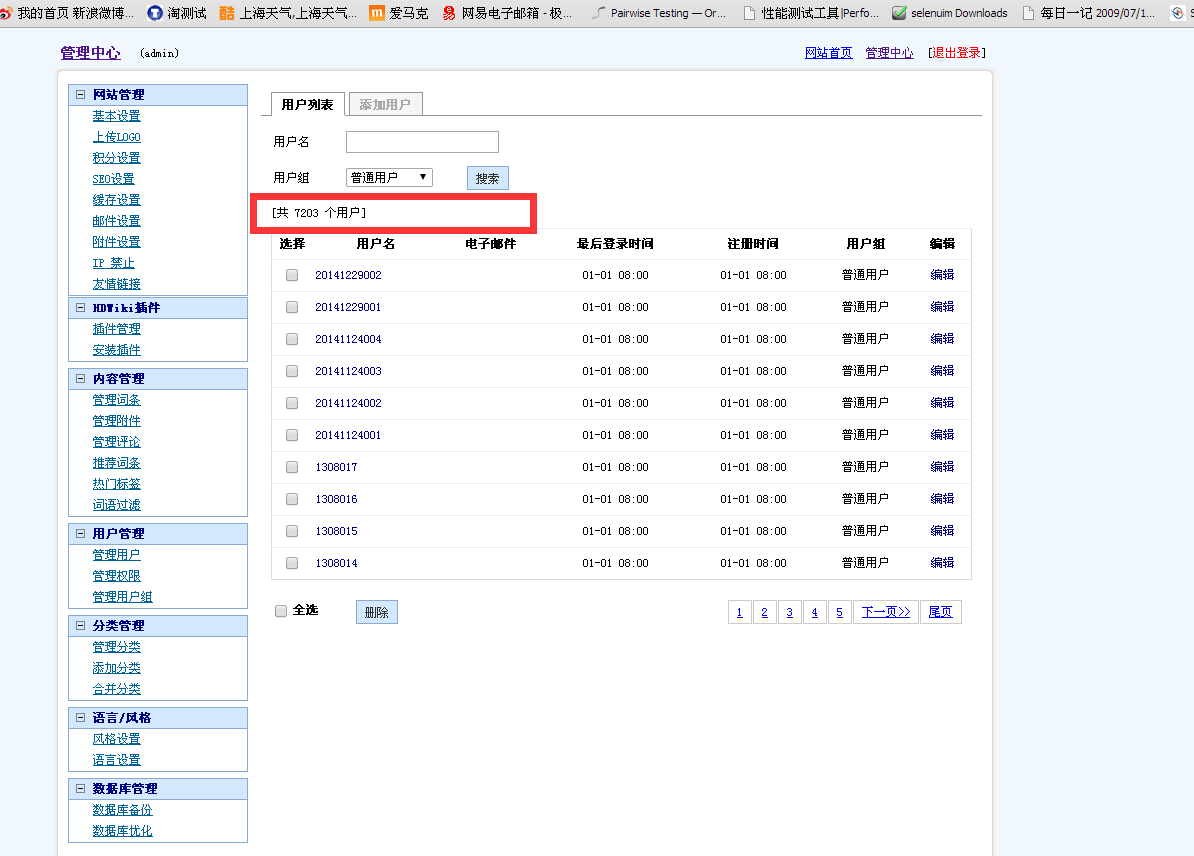 我的首页 新浪微博... 淘测试 上海天气,上海天气... 爱马克 网易电子邮箱 - 极... Pairwise Testing — Or... 性能测试工具|Perfo... selenuim Downloads 每日一记 2009/07/1... S
管理中心 (admin) 网站首页 管理中心 [退出登录]
网站管理
基本设置
上传LOGO
积分设置
SEO设置
缓存设置
邮件设置
附件设置
IP 禁止
友情链接
HDWiki插件
插件管理
安装插件
内容管理
管理词条
管理附件
管理评论
推荐词条
热门标签
词语过滤
用户管理
管理用户
管理权限
管理用户组
分类管理
管理分类
添加分类
合并分类
语言/风格
风格设置
语言设置
数据库管理
数据库备份
数据库优化
用户列表 添加用户
用户名
用户组 普通用户 搜索
[共 7203 个用户]
选择 用户名 电子邮件 最后登录时间 注册时间 用户组 编辑
20141229002 01-01 08:00 01-01 08:00 普通用户 编辑
20141229001 01-01 08:00 01-01 08:00 普通用户 编辑
20141124004 01-01 08:00 01-01 08:00 普通用户 编辑
20141124003 01-01 08:00 01-01 08:00 普通用户 编辑
20141124002 01-01 08:00 01-01 08:00 普通用户 编辑
20141124001 01-01 08:00 01-01 08:00 普通用户 编辑
1308017 01-01 08:00 01-01 08:00 普通用户 编辑
1308016 01-01 08:00 01-01 08:00 普通用户 编辑
1308015 01-01 08:00 01-01 08:00 普通用户 编辑
1308014 01-01 08:00 01-01 08:00 普通用户 编辑
全选 删除 1 2 3 4 5 下一页>> 尾页